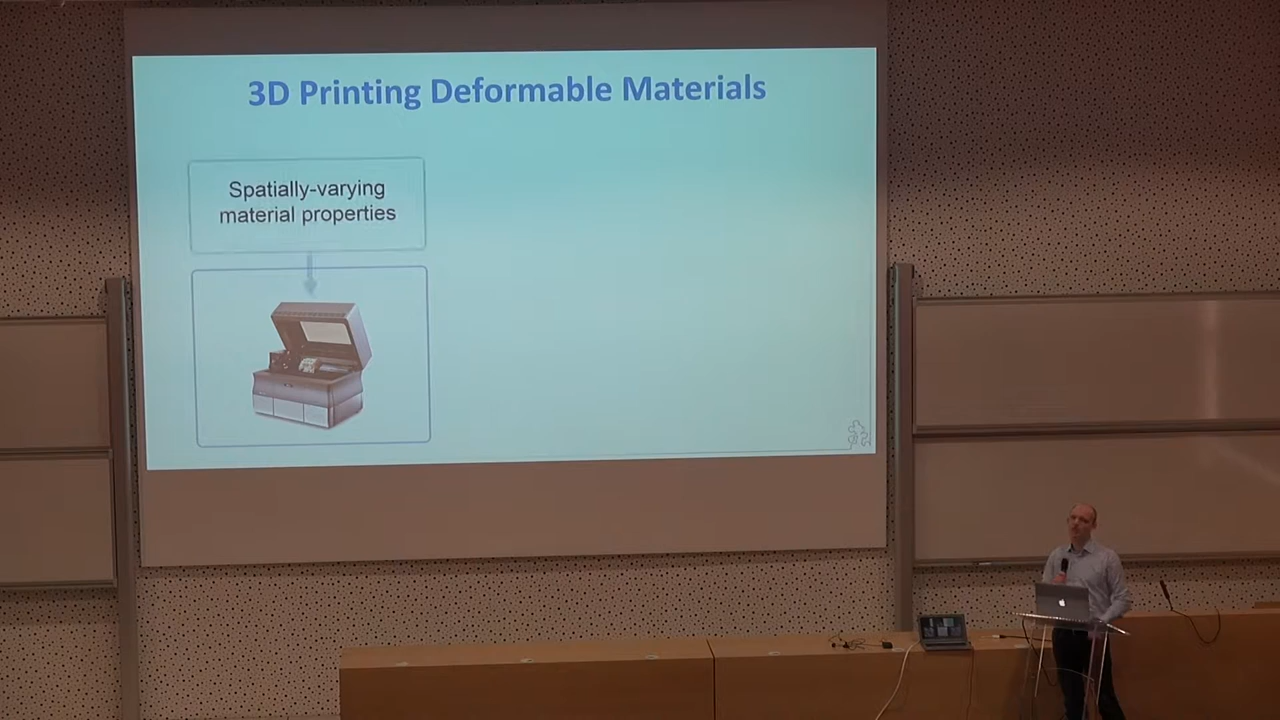 3D Printing Deformable Materials
Spatially-varying
material properties